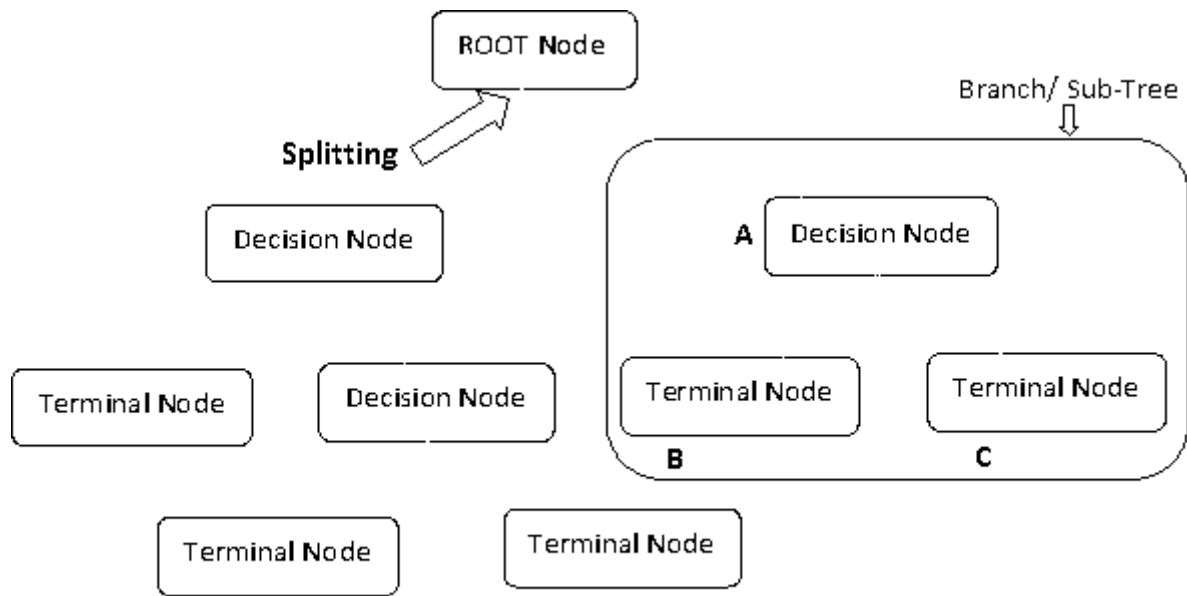 ROOT Node
Branch/ Sub-Tree
Splitting
Decision Node
A
Decision Node
Terminal Node
Decision Node
Terminal Node
Terminal Node
B
C
Terminal Node
Terminal Node